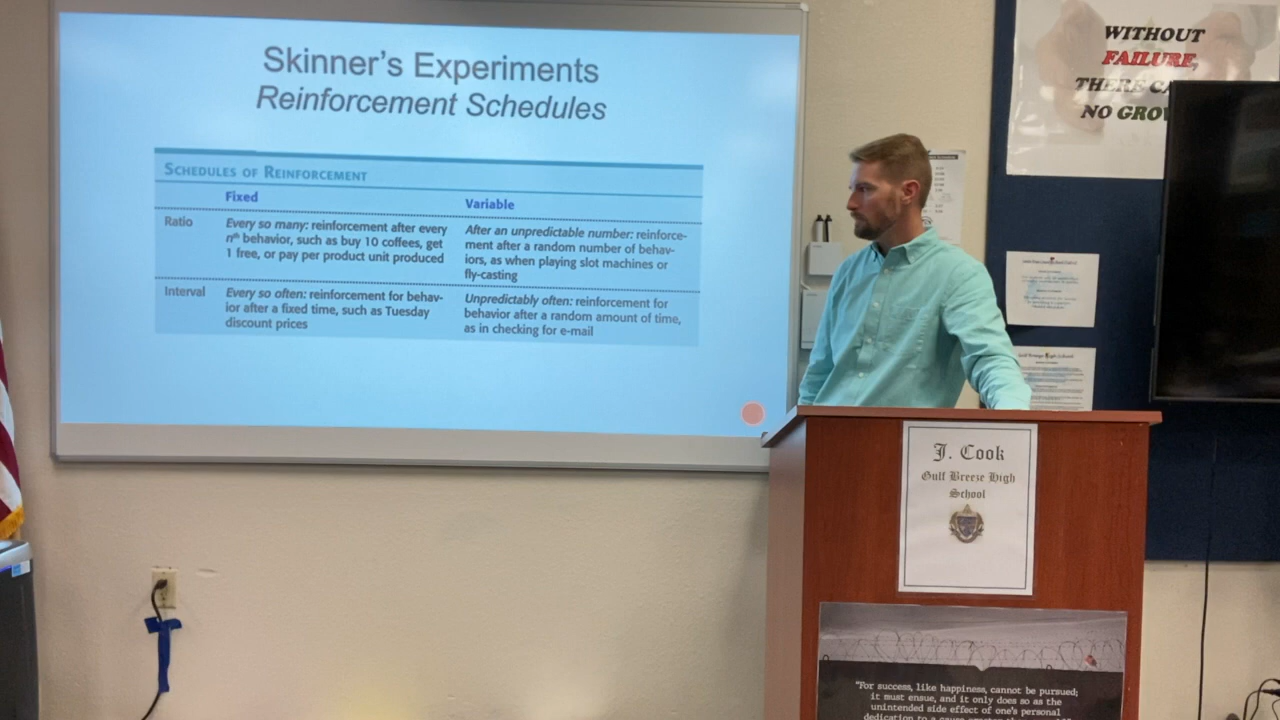 Skinner's Experiments
Reinforcement Schedules
SCHEDULES OF REINFORCEMENT
Fixed
Variable
Ratio
Every so many: reinforcement after every
nth behavior, such as buy 10 coffees, get
1 free, or pay per product unit produced
After an unpredictable number: reinforce-
ment after a random number of behav-
iors, as when playing slot machines or
fly-casting
Interval
Every so often: reinforcement for behav-
ior after a fixed time, such as Tuesday
discount prices
Unpredictably often: reinforcement for
behavior after a random amount of time,
as in checking for e-mail
WITHOUT
FAILURE,
THERE
NO
J. Cook
Gulf Breeze High
School
"For success, like happiness, cannot be pursued;
it must ensue, and it only does so as the
unintended side effect of one's personal
dedication to a cause